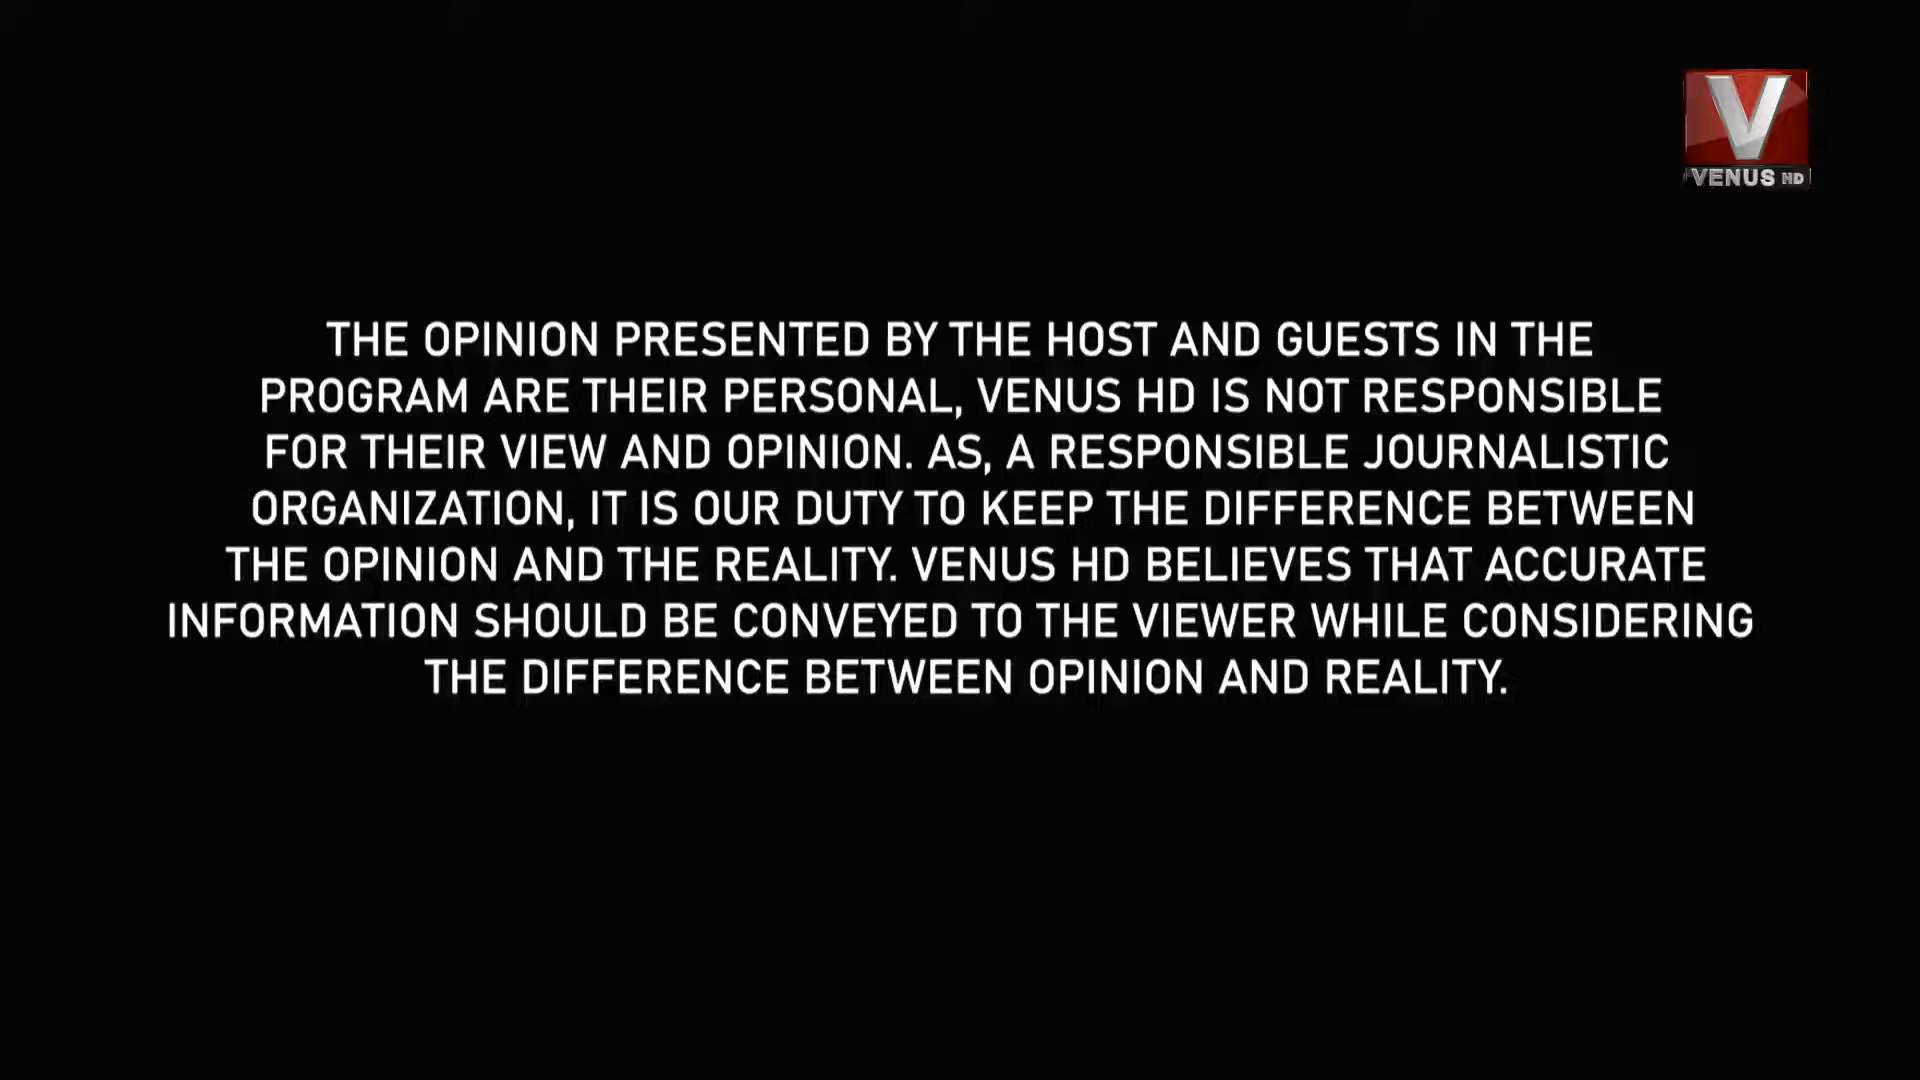 V
VENUS HD
THE OPINION PRESENTED BY THE HOST AND GUESTS IN THE
PROGRAM ARE THEIR PERSONAL, VENUS HD IS NOT RESPONSIBLE
FOR THEIR VIEW AND OPINION. AS, A RESPONSIBLE JOURNALISTIC
ORGANIZATION, IT IS OUR DUTY TO KEEP THE DIFFERENCE BETWEEN
THE OPINION AND THE REALITY. VENUS HD BELIEVES THAT ACCURATE
INFORMATION SHOULD BE CONVEYED TO THE VIEWER WHILE CONSIDERING
THE DIFFERENCE BETWEEN OPINION AND REALITY.